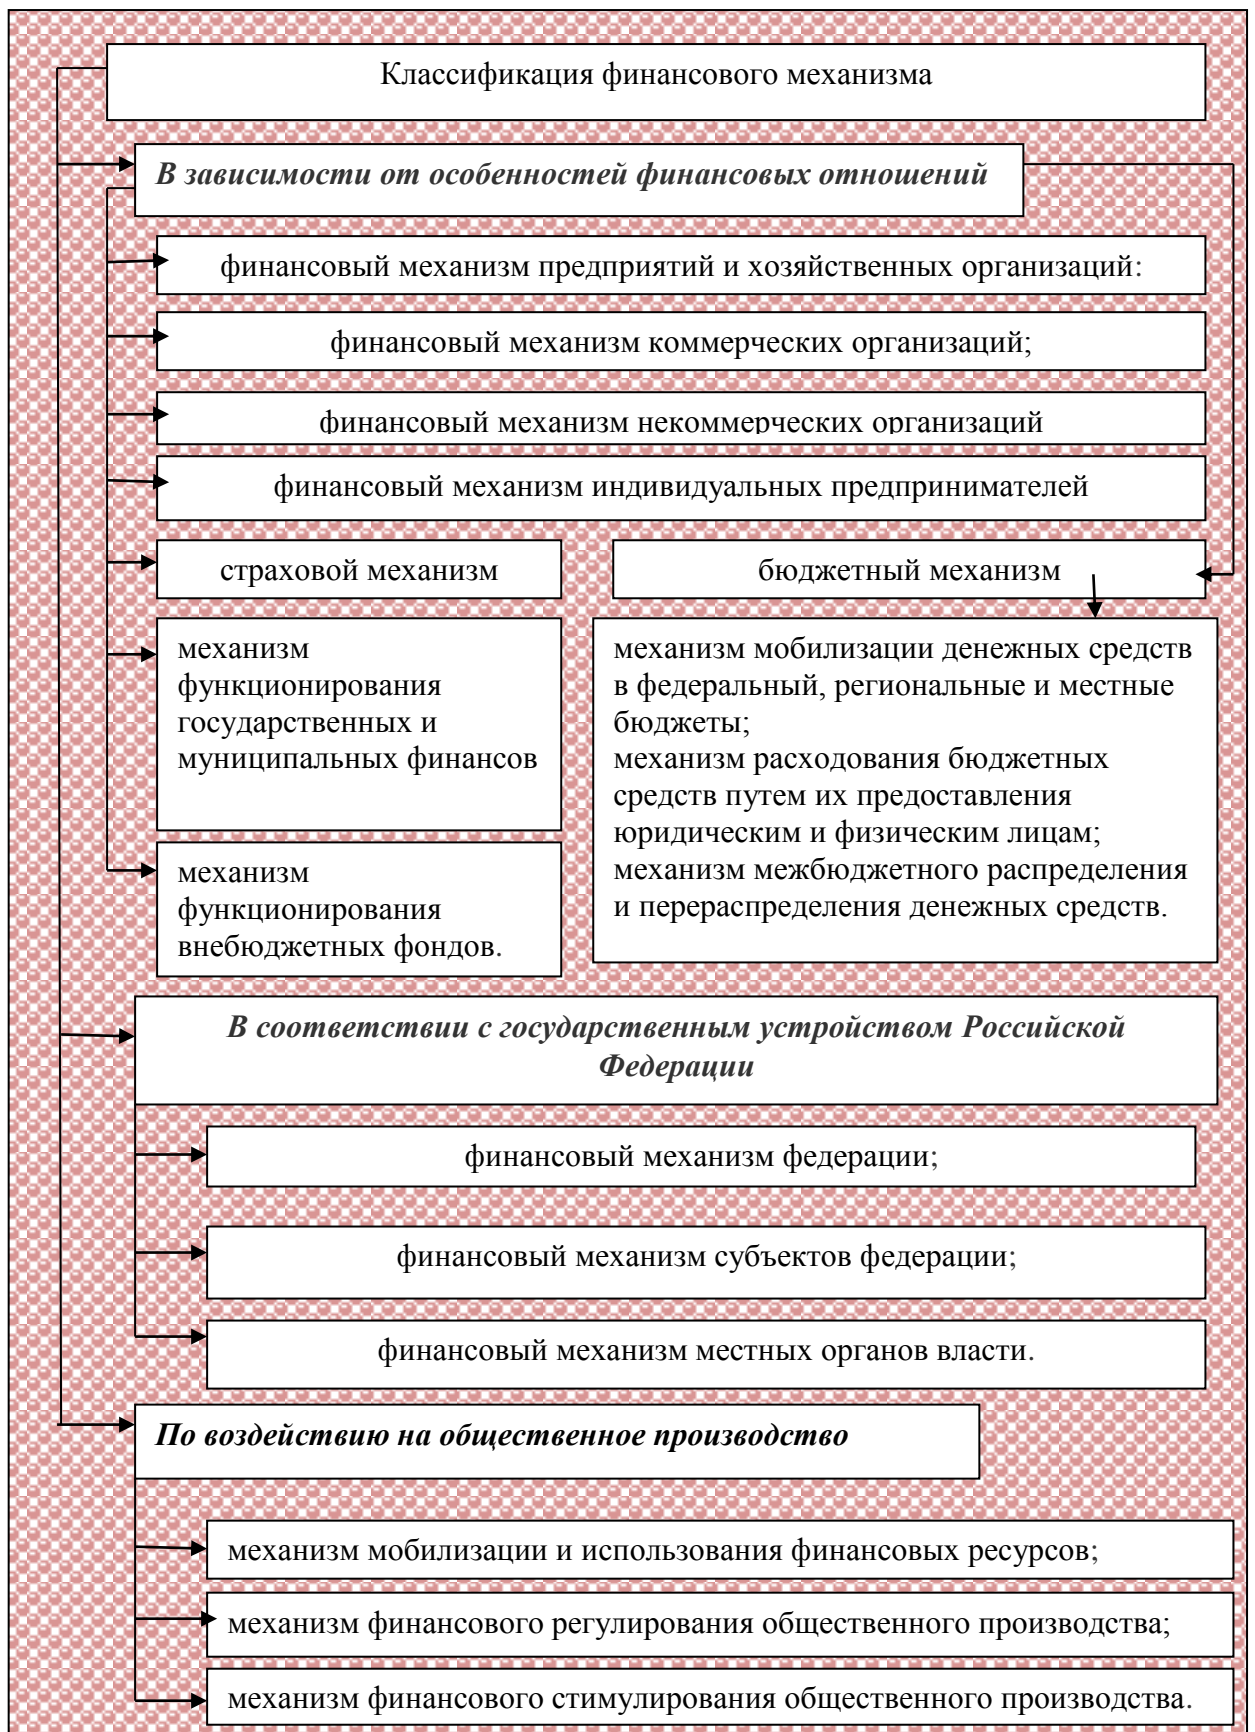 Классификация финансового механизма
В зависимости от особенностей финансовых отношений
финансовый механизм предприятий и хозяйственных организаций:
финансовый механизм коммерческих организаций;
финансовый механизм некоммерческих организаций
финансовый механизм индивидуальных предпринимателей
страховой механизм
бюджетный механизм
механизм
функционирования
государственных и
муниципальных финансов
механизм мобилизации денежных средств
в федеральный, региональные и местные
бюджеты;
механизм расходования бюджетных
средств путем их предоставления
юридическим и физическим лицам;
механизм межбюджетного распределения
и перераспределения денежных средств.
механизм
функционирования
внебюджетных фондов.
В соответствии с государственным устройством Российской
Федерации
финансовый механизм федерации;
финансовый механизм субъектов федерации;
финансовый механизм местных органов власти.
По воздействию на общественное производство
механизм мобилизации и использования финансовых ресурсов;
механизм финансового регулирования общественного производства;
механизм финансового стимулирования общественного производства.